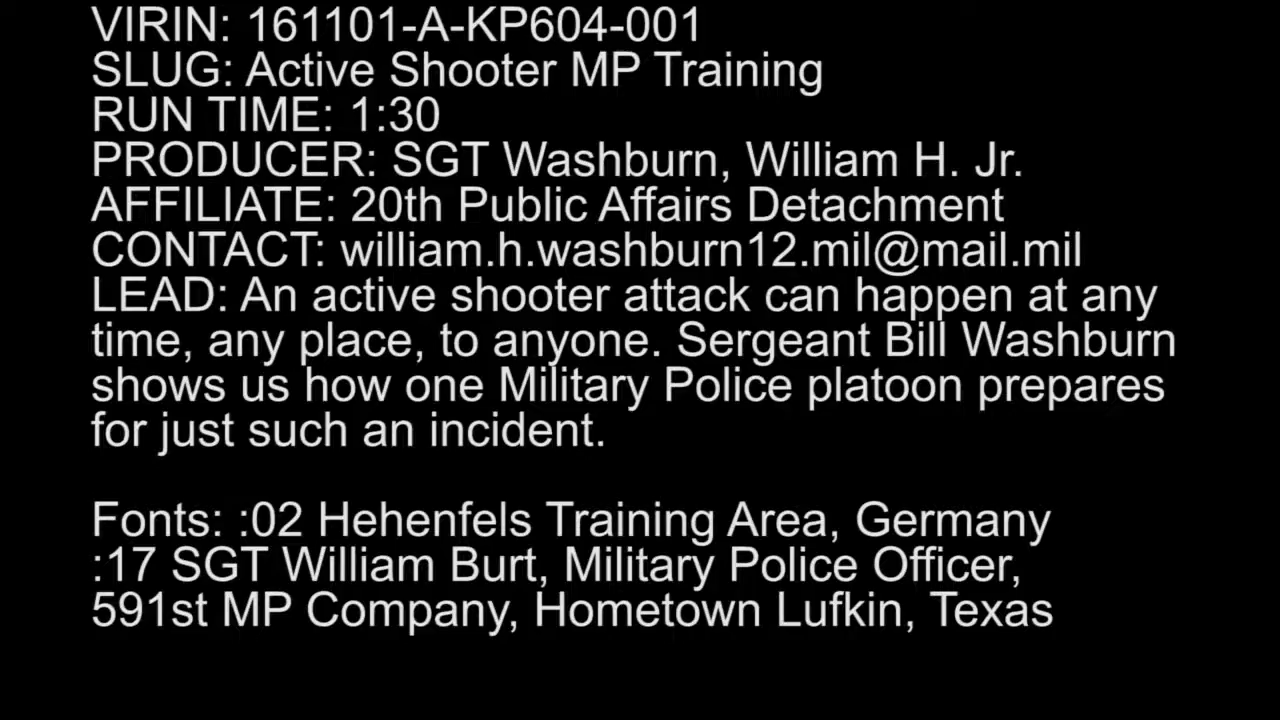 VIRIN: 161101-A-KP604-001
SLUG: Active Shooter MP Training
RUN TIME: 1:30
PRODUCER: SGT Washburn, William H. Jr.
AFFILIATE: 20th Public Affairs Detachment
CONTACT: william.h.washburn12.mil@mail.mil
LEAD: An active shooter attack can happen at any
time, any place, to anyone. Sergeant Bill Washburn
shows us how one Military Police platoon prepares
for just such an incident.
Fonts: :02 Hehenfels Training Area, Germany
:17 SGT William Burt, Military Police Officer,
591st MP Company, Hometown Lufkin, Texas